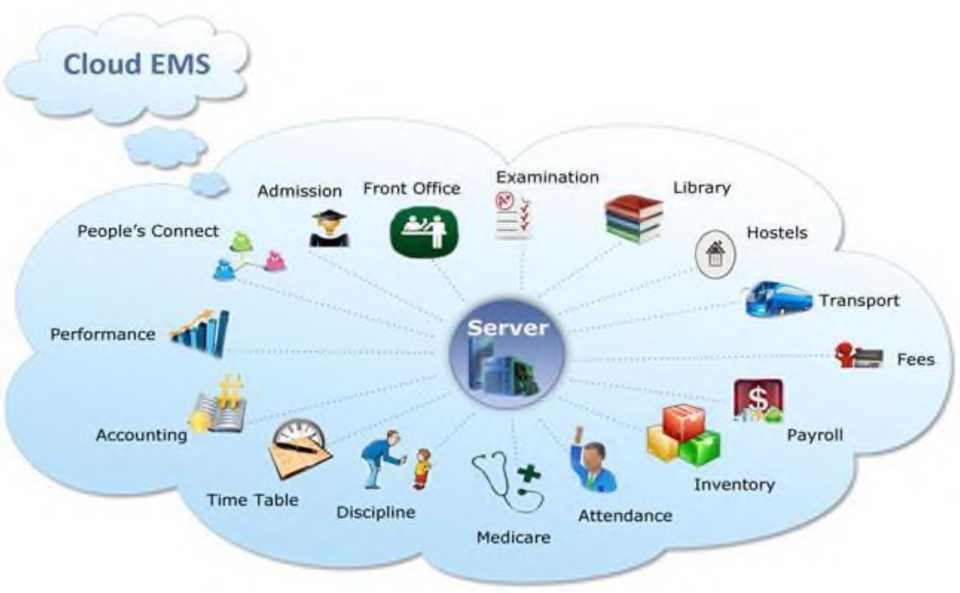 Cloud EMS
Admission
Front Office
Examination
Library
People's Connect
Hostels
Transport
Server
Performance
Fees
Accounting
Payroll
Time Table
Discipline
Medicare
Attendance
Inventory
A+
#
$